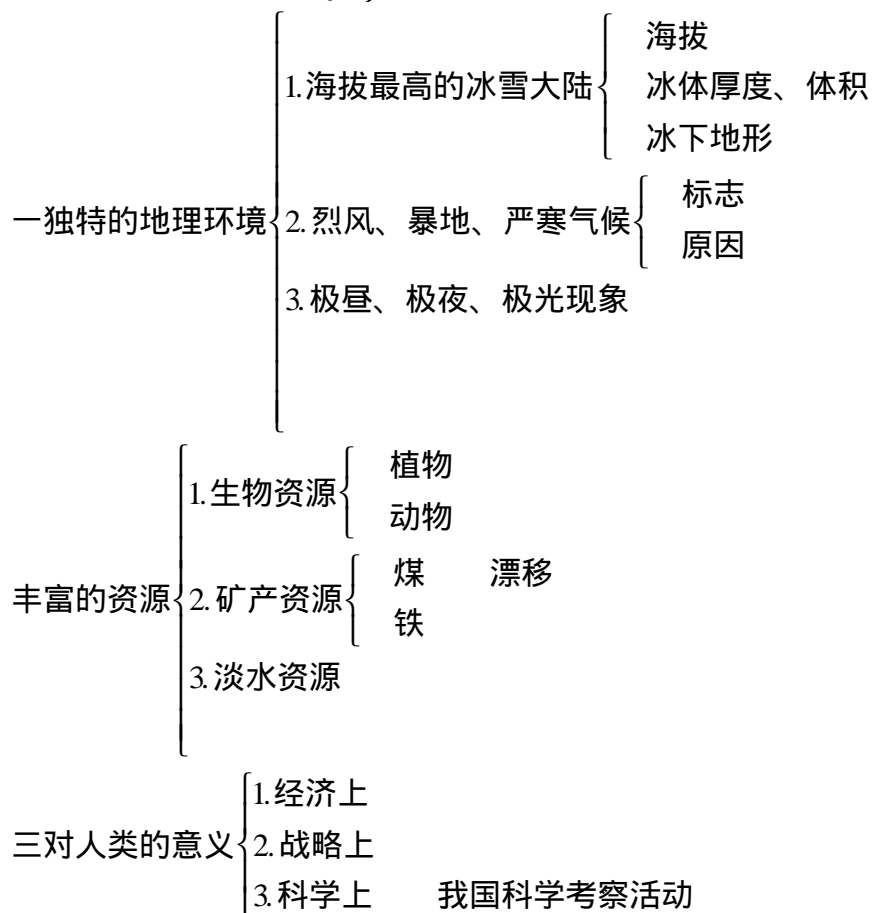 1.海拔最高的冰雪大陆
海拔
冰体厚度、体积
冰下地形
一独特的地理环境
2.烈风、暴地、严寒气候
标志
原因
3.极昼、极夜、极光现象
丰富的资源
1.生物资源
植物
动物
2.矿产资源
煤 漂移
铁
3.淡水资源
三对人类的意义
1.经济上
2.战略上
3.科学上 我国科学考察活动